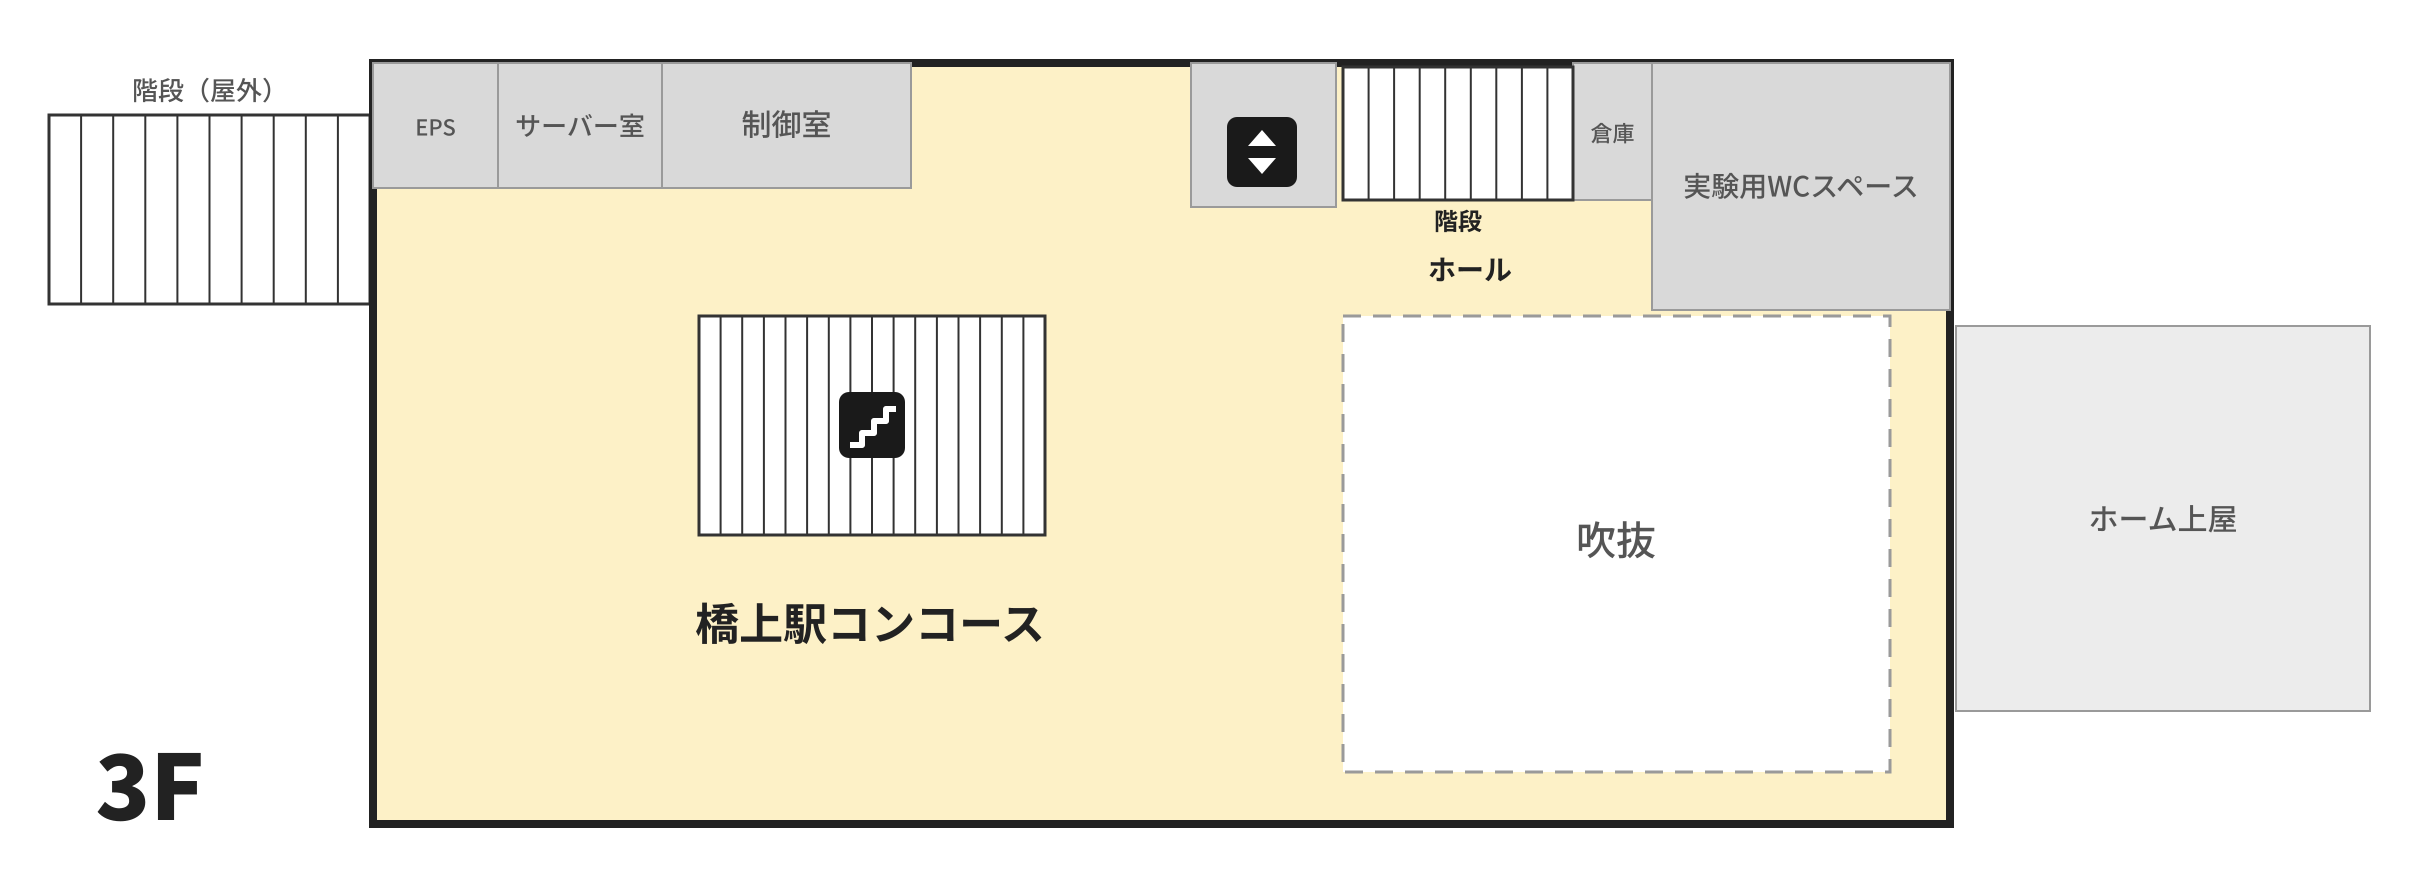 階段（屋外）
EPS
サーバー室
制御室
倉庫
実験用WCスペース
階段
ホール
吹抜
ホーム上屋
橋上駅コンコース
3F